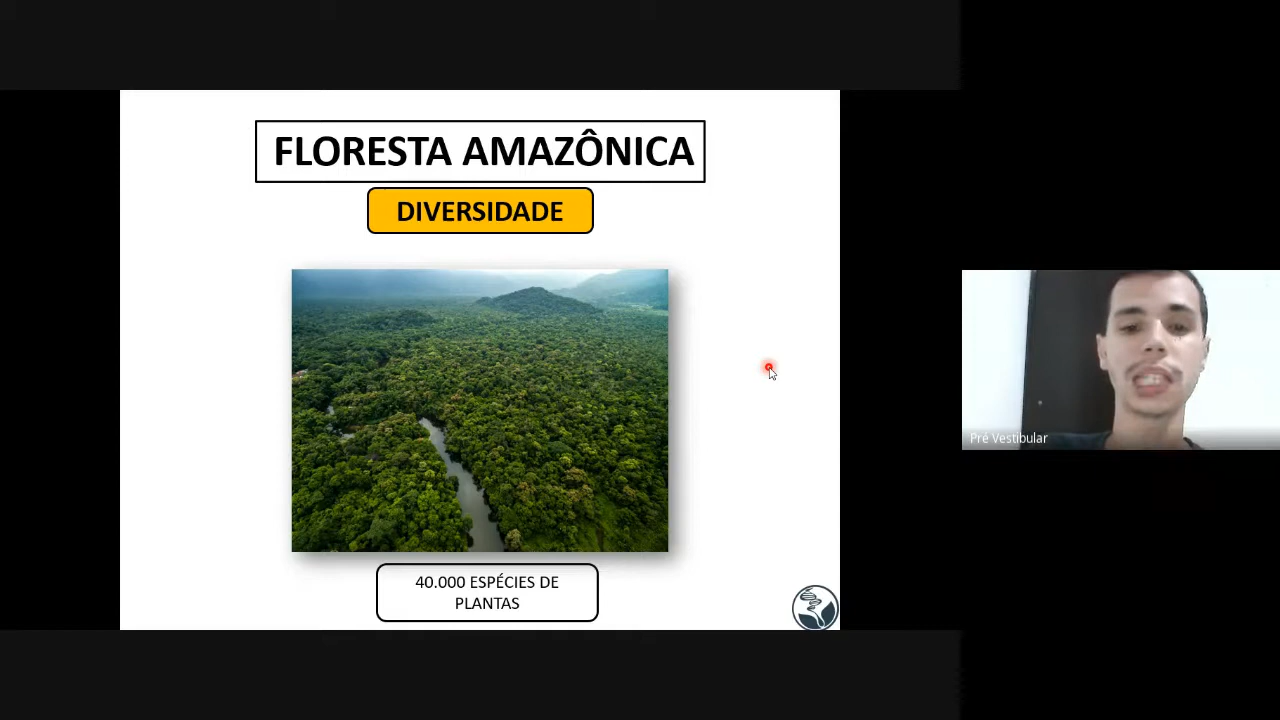 FLORESTA AMAZÔNICA
DIVERSIDADE
40.000 ESPÉCIES DE
PLANTAS
Pré Vestibular